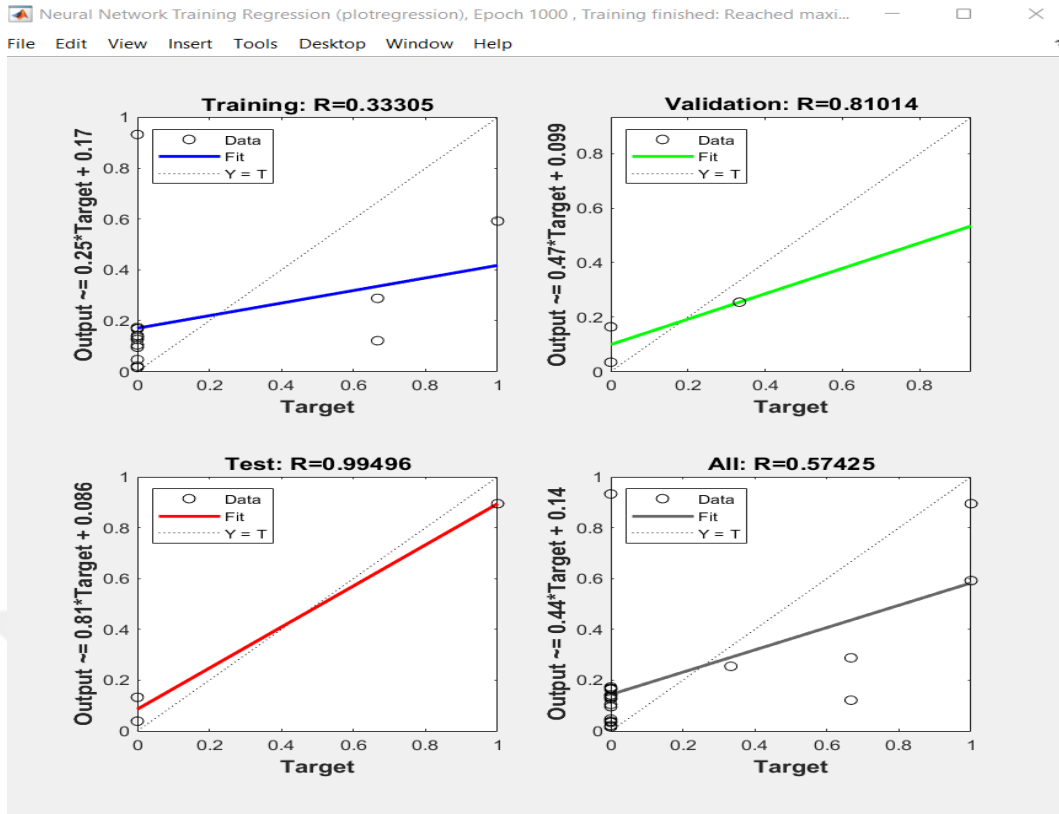 Neural Network Training Regression (plotregression), Epoch 1000 , Training finished: Reached maxi...
File Edit View Insert Tools Desktop Window Help
Training: R=0.33305
Output ~= 0.25*Target + 0.17
1
0.8
0.6
0.4
0.2
0
Data
Fit
Y = T
0 0.2 0.4 0.6 0.8 1
Target
Validation: R=0.81014
Output ~= 0.47*Target + 0.099
0.8
0.6
0.4
0.2
0
Data
Fit
Y = T
0 0.2 0.4 0.6 0.8
Target
Test: R=0.99496
Output ~= 0.81*Target + 0.086
1
0.8
0.6
0.4
0.2
0
Data
Fit
Y = T
0 0.2 0.4 0.6 0.8 1
Target
All: R=0.57425
Output ~= 0.44*Target + 0.14
1
0.8
0.6
0.4
0.2
0
Data
Fit
Y = T
0 0.2 0.4 0.6 0.8 1
Target